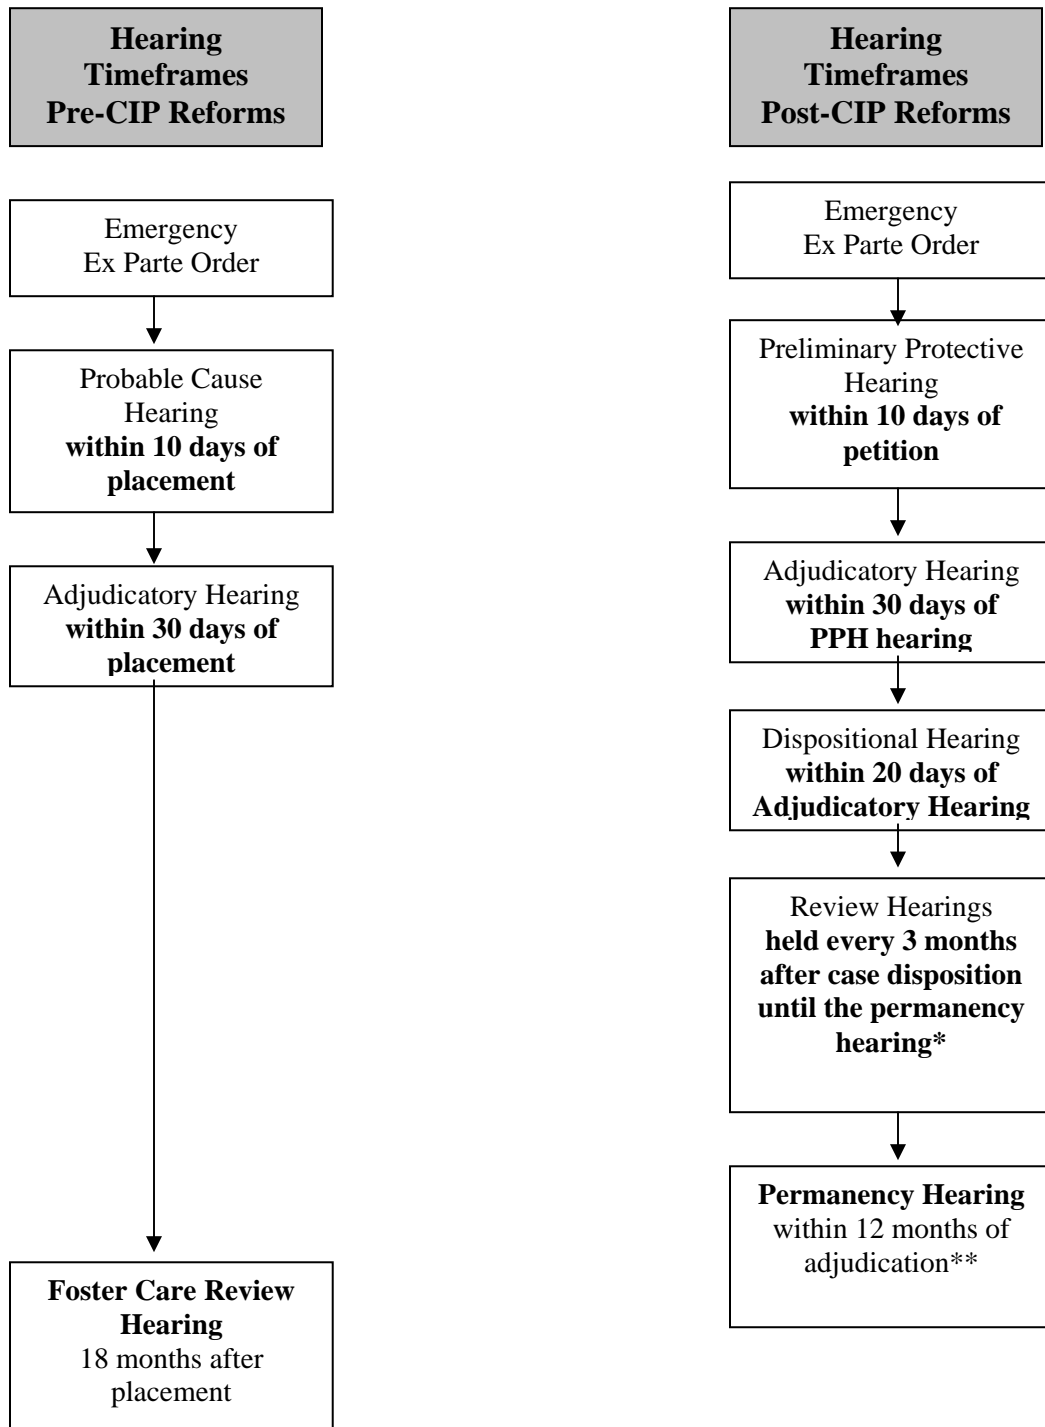 Hearing
Timeframes
Pre-CIP Reforms
Emergency
Ex Parte Order
Probable Cause
Hearing
within 10 days of
placement
Adjudicatory Hearing
within 30 days of
placement
Foster Care Review
Hearing
18 months after
placement
Hearing
Timeframes
Post-CIP Reforms
Emergency
Ex Parte Order
Preliminary Protective
Hearing
within 10 days of
petition
Adjudicatory Hearing
within 30 days of
PPH hearing
Dispositional Hearing
within 20 days of
Adjudicatory Hearing
Review Hearings
held every 3 months
after case disposition
until the permanency
hearing*
Permanency Hearing
within 12 months of
adjudication**